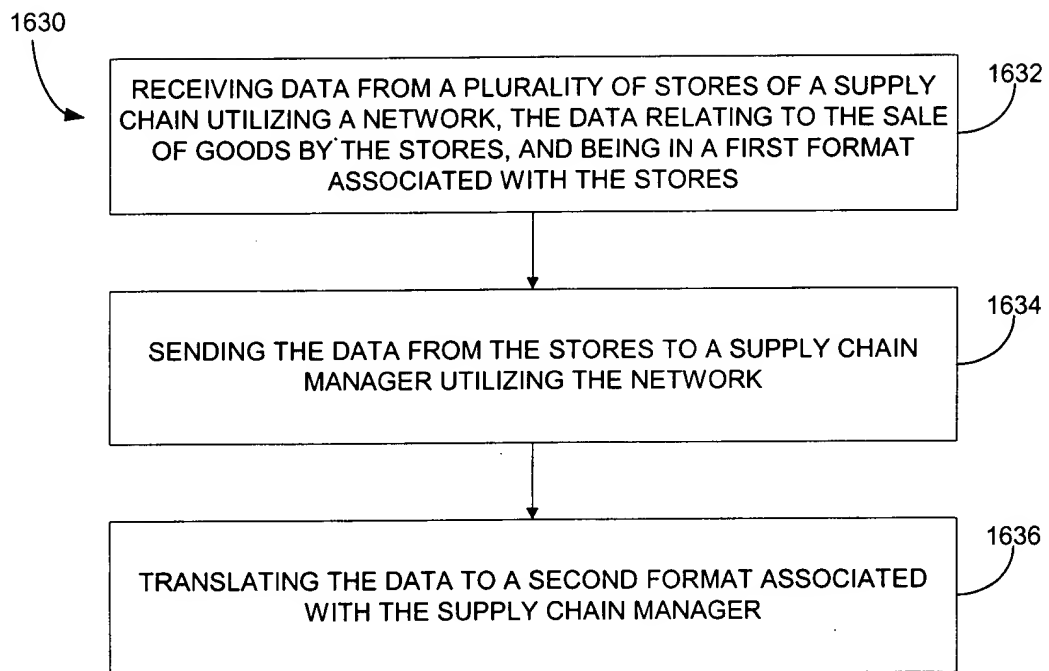 1630
RECEIVING DATA FROM A PLURALITY OF STORES OF A SUPPLY
CHAIN UTILIZING A NETWORK, THE DATA RELATING TO THE SALE
OF GOODS BY THE STORES, AND BEING IN A FIRST FORMAT
ASSOCIATED WITH THE STORES
1632
SENDING THE DATA FROM THE STORES TO A SUPPLY CHAIN
MANAGER UTILIZING THE NETWORK
1634
TRANSLATING THE DATA TO A SECOND FORMAT ASSOCIATED
WITH THE SUPPLY CHAIN MANAGER
1636